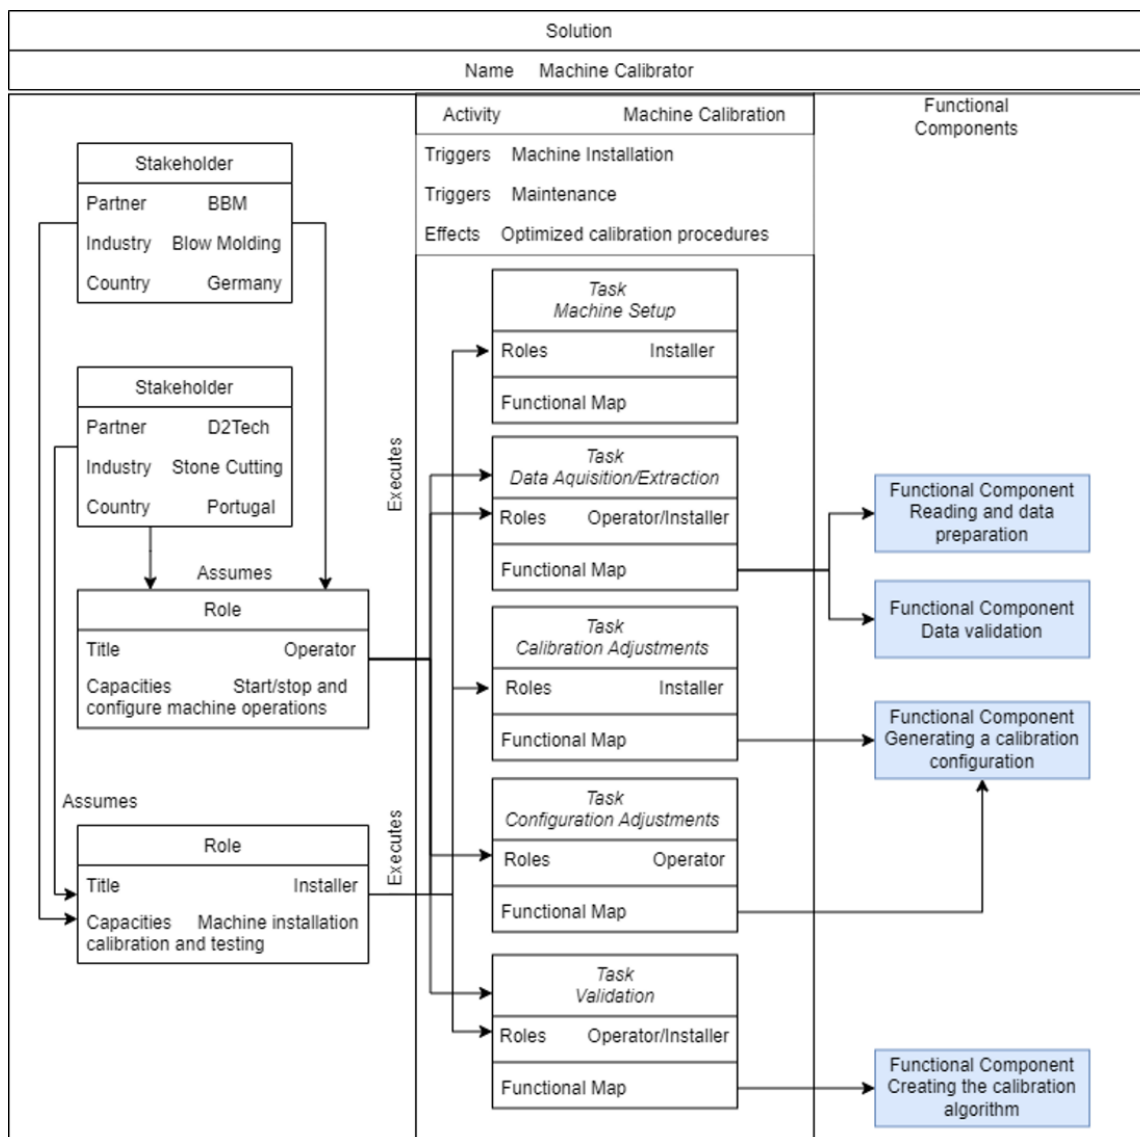 Solution
Name Machine Calibrator
Activity Machine Calibration
Triggers Machine Installation
Triggers Maintenance
Effects Optimized calibration procedures
Functional
Components
Stakeholder
Partner BBM
Industry Blow Molding
Country Germany
Stakeholder
Partner D2Tech
Industry Stone Cutting
Country Portugal
Assumes
Role
Title Operator
Capacities Start/stop and
configure machine operations
Assumes
Role
Title Installer
Capacities Machine installation
calibration and testing
Executes
Executes
Task
Machine Setup
Roles Installer
Functional Map
Task
Data Aquisition/Extraction
Roles Operator/Installer
Functional Map
Task
Calibration Adjustments
Roles Installer
Functional Map
Task
Configuration Adjustments
Roles Operator
Functional Map
Task
Validation
Roles Operator/Installer
Functional Map
Functional Component
Reading and data
preparation
Functional Component
Data validation
Functional Component
Generating a calibration
configuration
Functional Component
Creating the calibration
algorithm